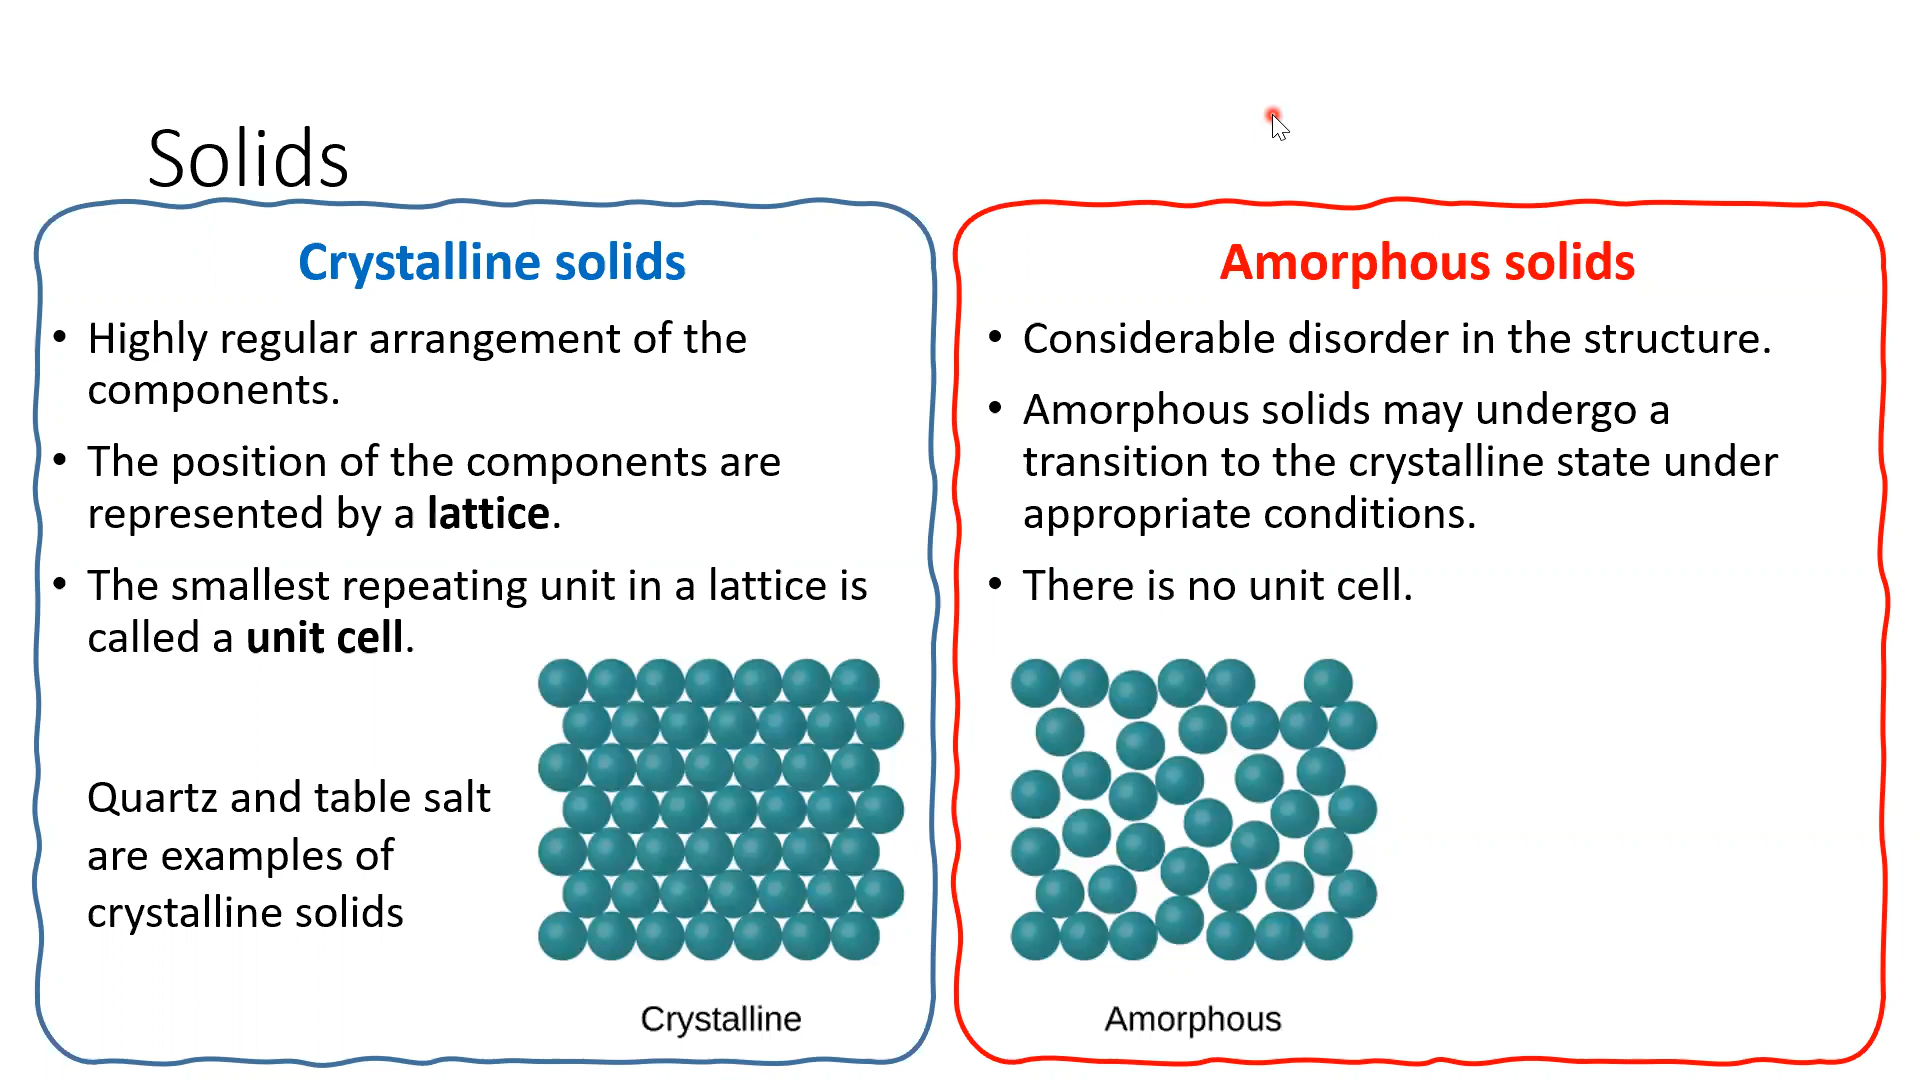 Solids
Crystalline solids
• Highly regular arrangement of the
components.
• The position of the components are
represented by a lattice.
• The smallest repeating unit in a lattice is
called a unit cell.
Quartz and table salt
are examples of
crystalline solids
Crystalline
Amorphous solids
• Considerable disorder in the structure.
• Amorphous solids may undergo a
transition to the crystalline state under
appropriate conditions.
• There is no unit cell.
Amorphous